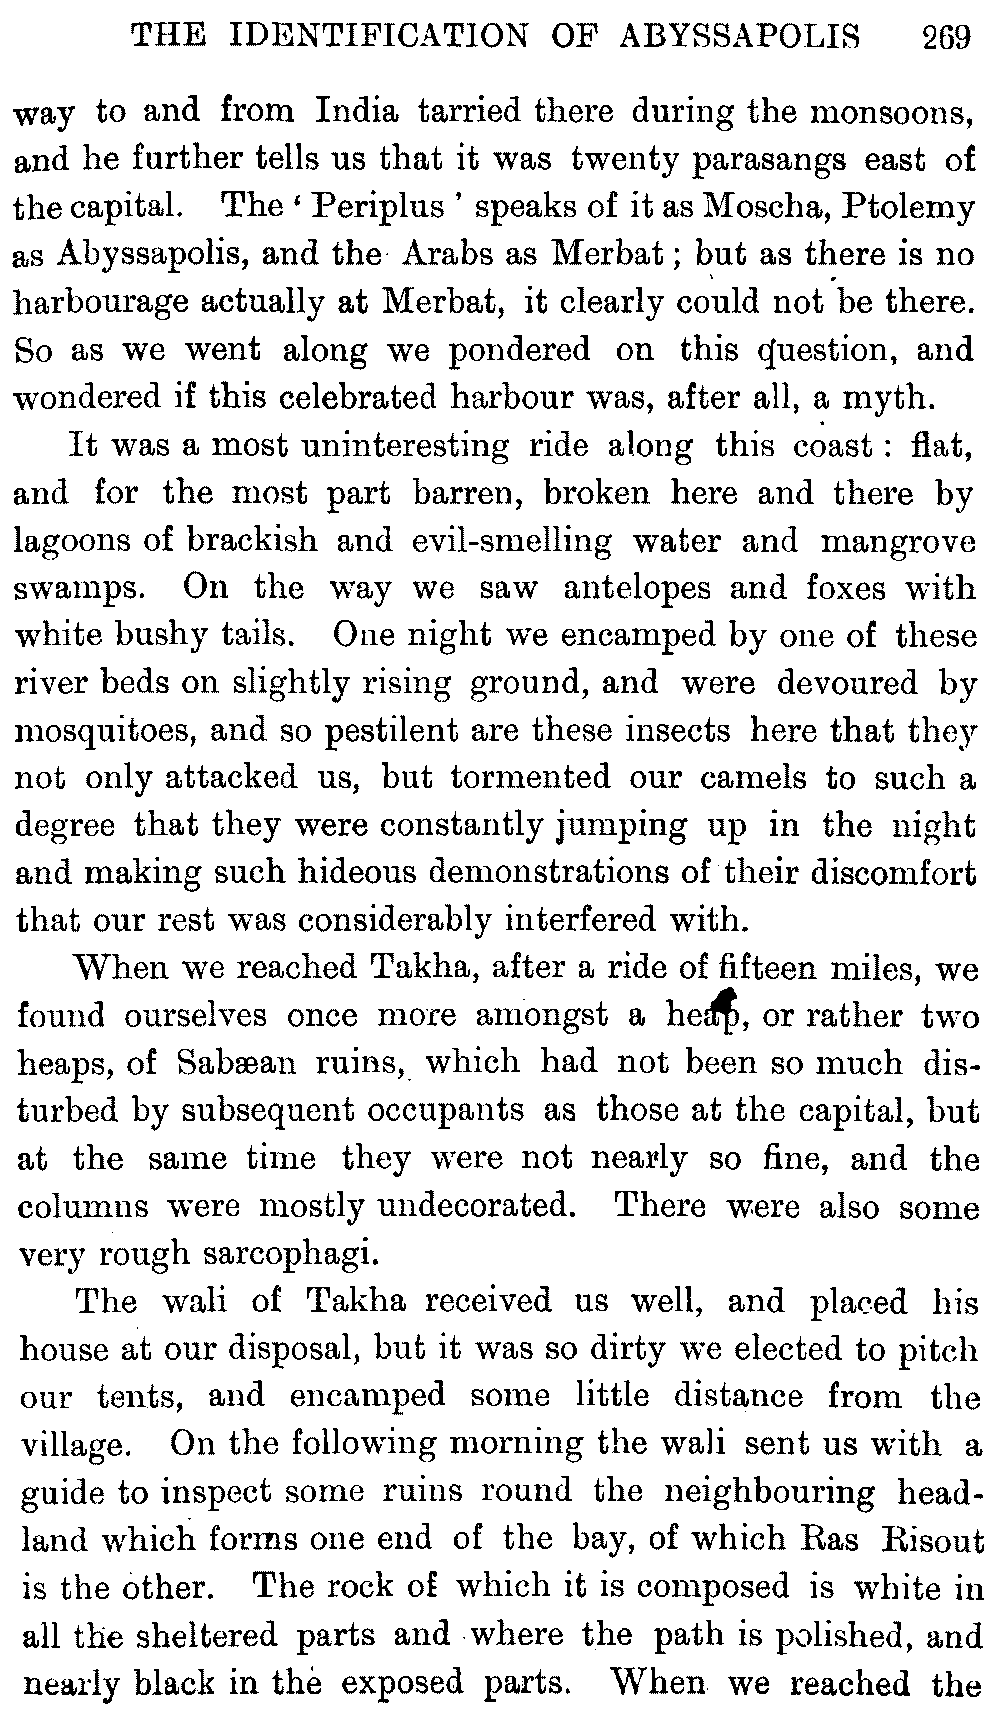 THE IDENTIFICATION OF ABYSSAPOLIS 269
way to and from India tarried there during the monsoons,
and he further tells us that it was twenty parasangs east of
the capital. The ‘ Periplus ’ speaks of it as Moscha, Ptolemy
as Abyssapolis, and the Arabs as Merbat ; but as there is no
harbourage actually at Merbat, it clearly could not be there.
So as we went along we pondered on this question, and
wondered if this celebrated harbour was, after all, a myth.
It was a most uninteresting ride along this coast : flat,
and for the most part barren, broken here and there by
lagoons of brackish and evil-smelling water and mangrove
swamps. On the way we saw antelopes and foxes with
white bushy tails. One night we encamped by one of these
river beds on slightly rising ground, and were devoured by
mosquitoes, and so pestilent are these insects here that they
not only attacked us, but tormented our camels to such a
degree that they were constantly jumping up in the night
and making such hideous demonstrations of their discomfort
that our rest was considerably interfered with.
When we reached Takha, after a ride of fifteen miles, we
found ourselves once more amongst a heap, or rather two
heaps, of Sabæan ruins, which had not been so much dis-
turbed by subsequent occupants as those at the capital, but
at the same time they were not nearly so fine, and the
columns were mostly undecorated. There were also some
very rough sarcophagi.
The wali of Takha received us well, and placed his
house at our disposal, but it was so dirty we elected to pitch
our tents, and encamped some little distance from the
village. On the following morning the wali sent us with a
guide to inspect some ruins round the neighbouring head-
land which forms one end of the bay, of which Ras Risout
is the other. The rock of which it is composed is white in
all the sheltered parts and where the path is polished, and
nearly black in the exposed parts. When we reached the